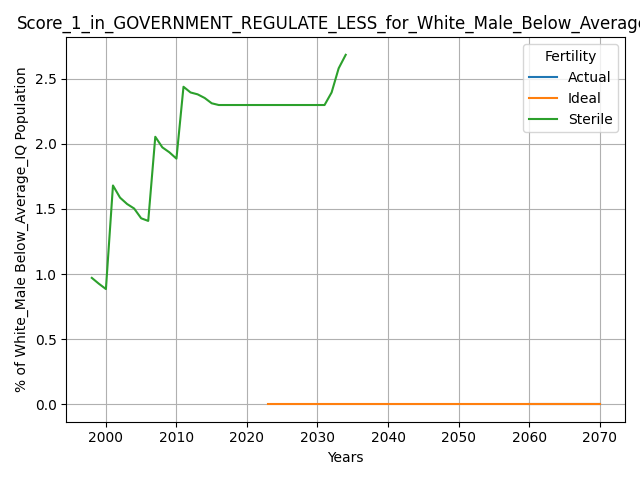 Score_1_in_GOVERNMENT_REGULATE_LESS_for_White_Male_Below_Average
Fertility
Actual
Ideal
Sterile
% of White_Male Below_Average_IQ Population
2.5
2.0
1.5
1.0
0.5
0.0
2000 2010 2020 2030 2040 2050 2060 2070
Years